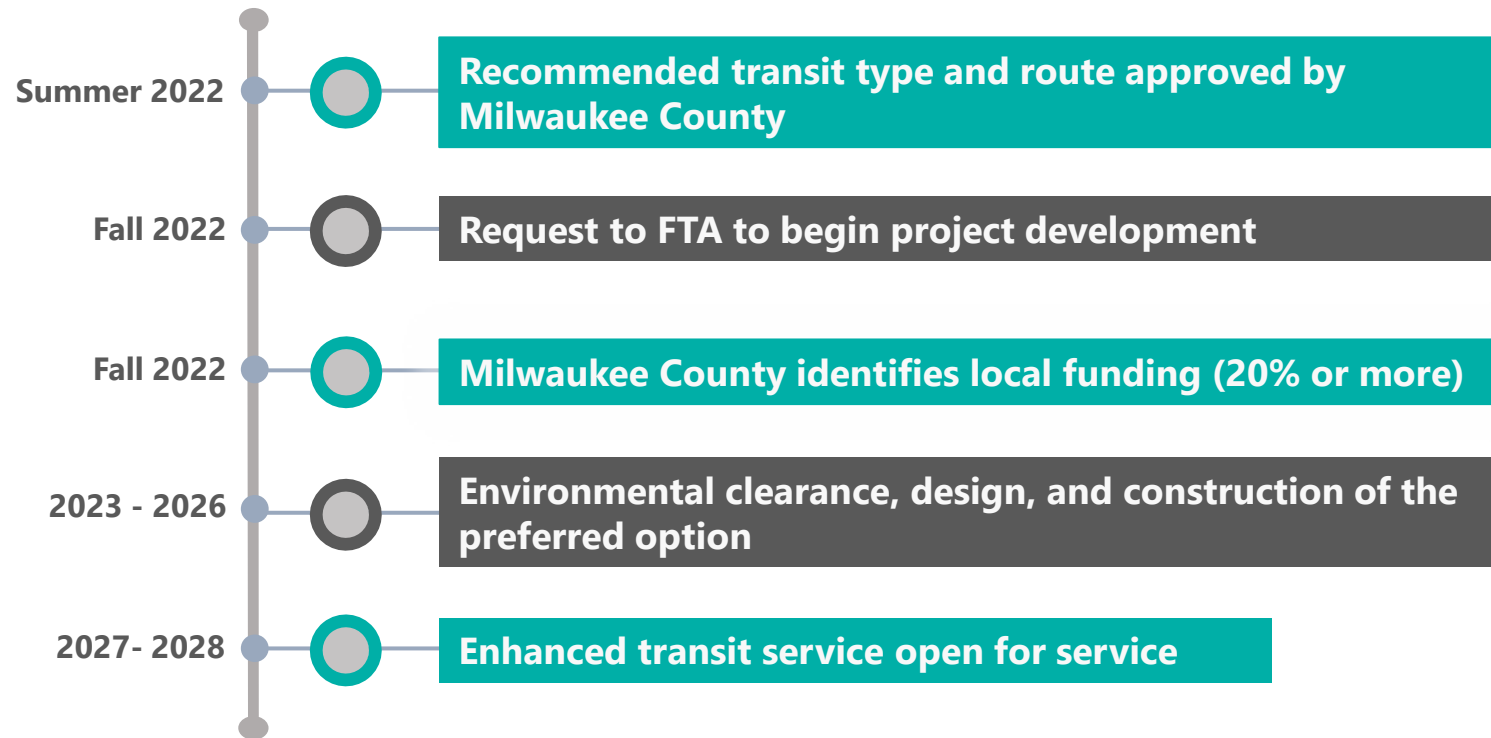 Summer 2022
Recommended transit type and route approved by
Milwaukee County
Fall 2022
Request to FTA to begin project development
Fall 2022
Milwaukee County identifies local funding (20% or more)
2023 - 2026
Environmental clearance, design, and construction of the
preferred option
2027- 2028
Enhanced transit service open for service